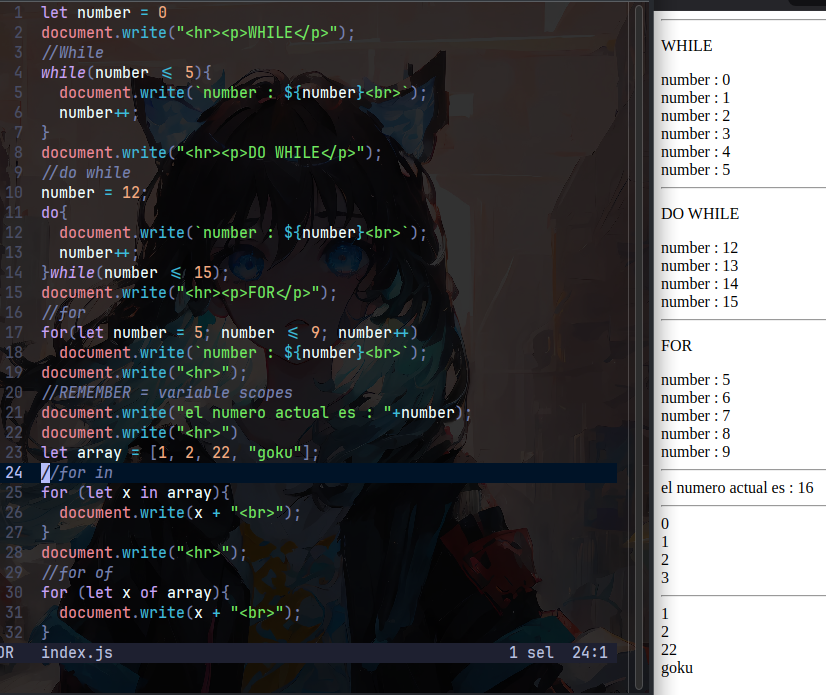 1 let number = 0
2 document.write("<hr><p>WHILE</p>");
3 //While
4 while(number <= 5){
5 document.write(`number : ${number}<br>`);
6 number++;
7 }
8 document.write("<hr><p>DO WHILE</p>");
9 //do while
10 number = 12;
11 do{
12 document.write(`number : ${number}<br>`);
13 number++;
14 }while(number <= 15);
15 document.write("<hr><p>FOR</p>");
16 //for
17 for(let number = 5; number <= 9; number++)
18 document.write(`number : ${number}<br>`);
19 document.write("<hr>");
20 //REMEMBER = variable scopes
21 document.write("el numero actual es : "+number);
22 document.write("<hr>")
23 let array = [1, 2, 22, "goku"];
24 //for in
25 for (let x in array){
26 document.write(x + "<br>");
27 }
28 document.write("<hr>");
29 //for of
30 for (let x of array){
31 document.write(x + "<br>");
32 }
OR index.js 1 sel 24:1
WHILE
number : 0
number : 1
number : 2
number : 3
number : 4
number : 5
DO WHILE
number : 12
number : 13
number : 14
number : 15
FOR
number : 5
number : 6
number : 7
number : 8
number : 9
el numero actual es : 16
0
1
2
3
1
2
22
goku